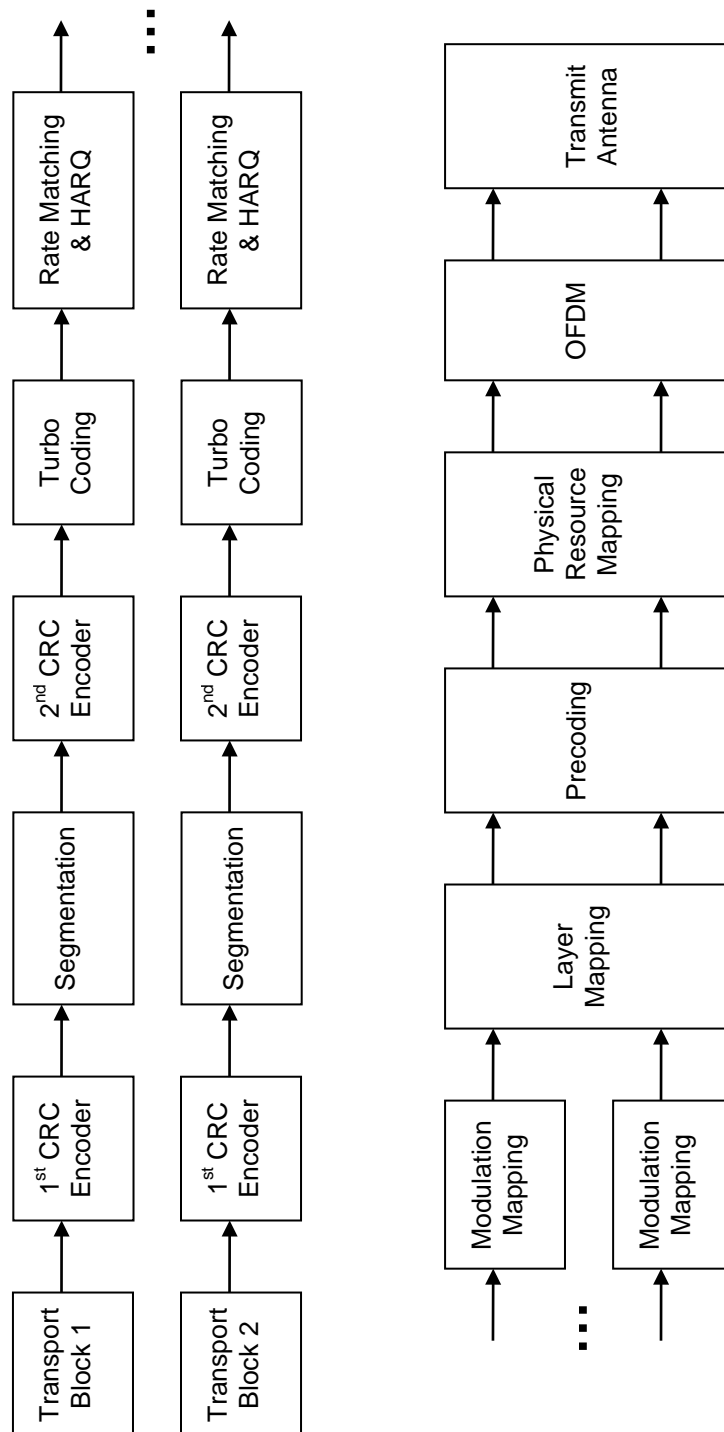 Transport
Block 1
1st CRC
Encoder
Segmentation
2nd CRC
Encoder
Turbo
Coding
Rate Matching
& HARQ
...
Transport
Block 2
1st CRC
Encoder
Segmentation
2nd CRC
Encoder
Turbo
Coding
Rate Matching
& HARQ
...
Modulation
Mapping
Modulation
Mapping
Layer
Mapping
Precoding
Physical
Resource
Mapping
OFDM
Transmit
Antenna